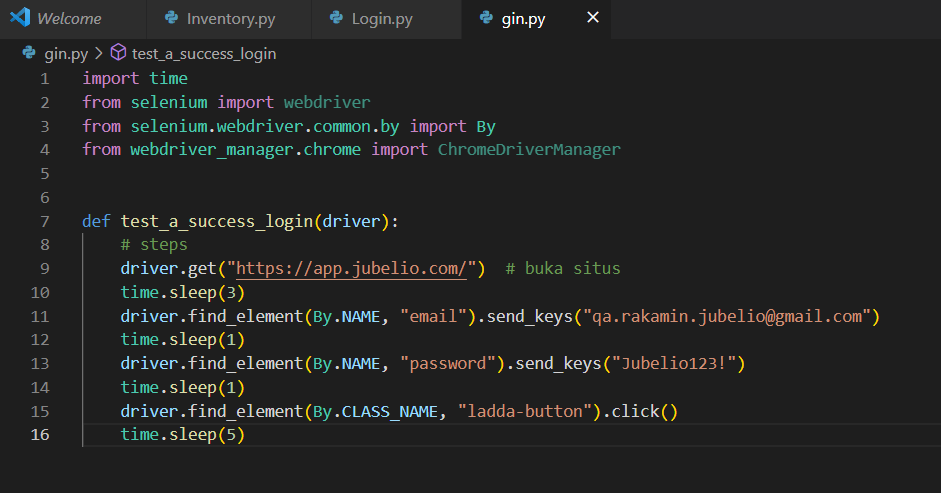 Welcome
Inventory.py
Login.py
gin.py
gin.py > test_a_success_login
1 import time
2 from selenium import webdriver
3 from selenium.webdriver.common.by import By
4 from webdriver_manager.chrome import ChromeDriverManager
5
6
7 def test_a_success_login(driver):
8     # steps
9     driver.get("https://app.jubelio.com/")  # buka situs
10     time.sleep(3)
11     driver.find_element(By.NAME, "email").send_keys("qa.rakamin.jubelio@gmail.com")
12     time.sleep(1)
13     driver.find_element(By.NAME, "password").send_keys("Jubelio123!")
14     time.sleep(1)
15     driver.find_element(By.CLASS_NAME, "ladda-button").click()
16     time.sleep(5)